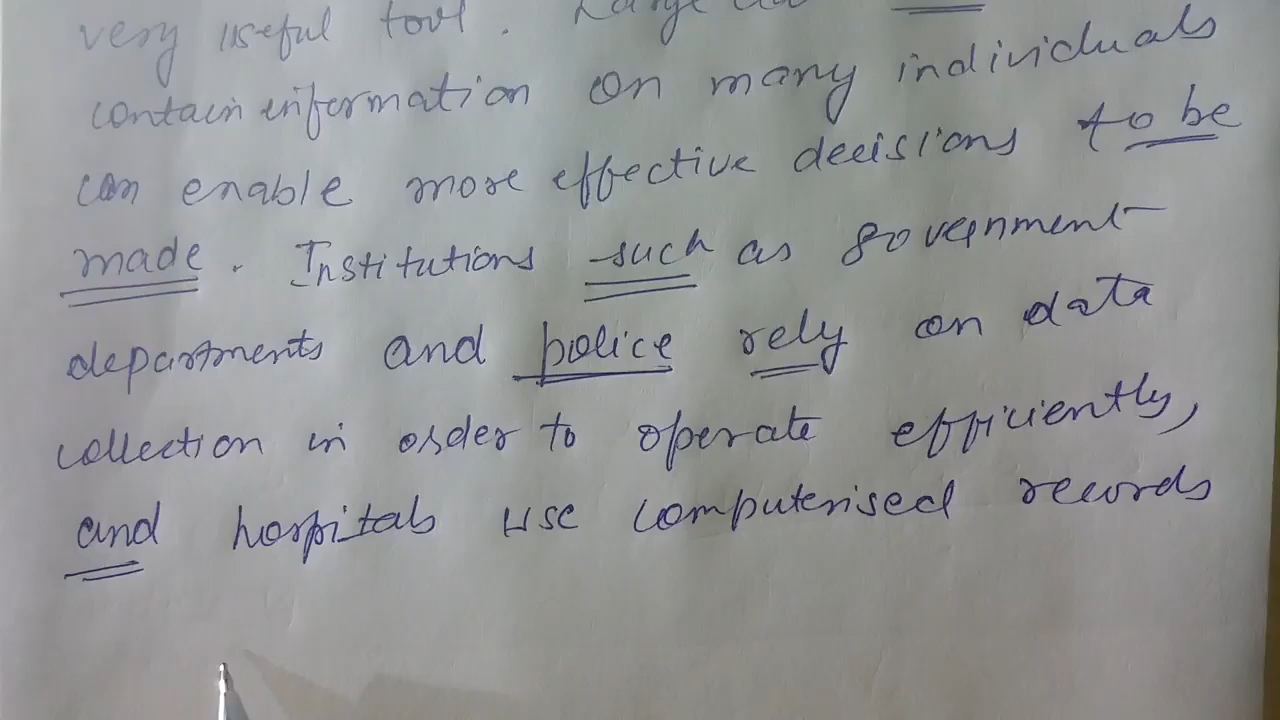 very useful tool. Large
contain information on many individuals
can enable more effective decisions to be
made. Institutions such as government
departments and police rely on data
collection in order to operate efficiently,
and hospitals use computerised records